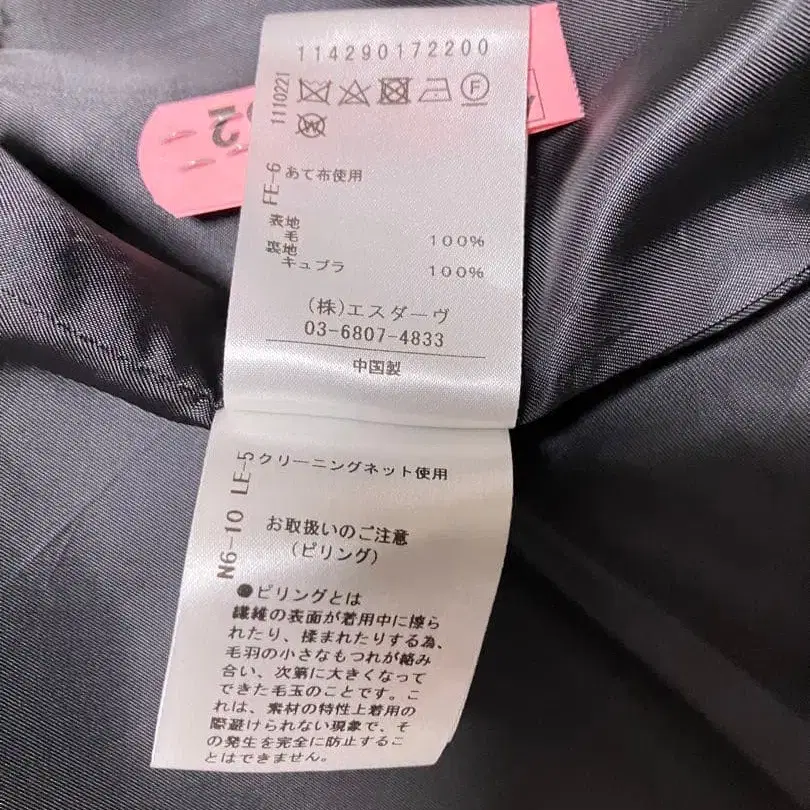 114290172200
1110221
F
W
FE-6
あて布使用
表地
毛 100%
裏地
キュプラ 100%
(株)エスダーヴ
03-6807-4833
中国製
N6-10 LE-5
クリーニングネット使用
お取扱いのご注意
(ピリング)
●ピリングとは
繊維の表面が着用中に擦ら
れたり、揉まれたりする為、
毛羽の小さなもつれが絡み
合い、次第に大きくなって
できた毛玉のことです。こ
れは、素材の特性上着用の
際避けられない現象で、そ
の発生を完全に防止するこ
とはできません。